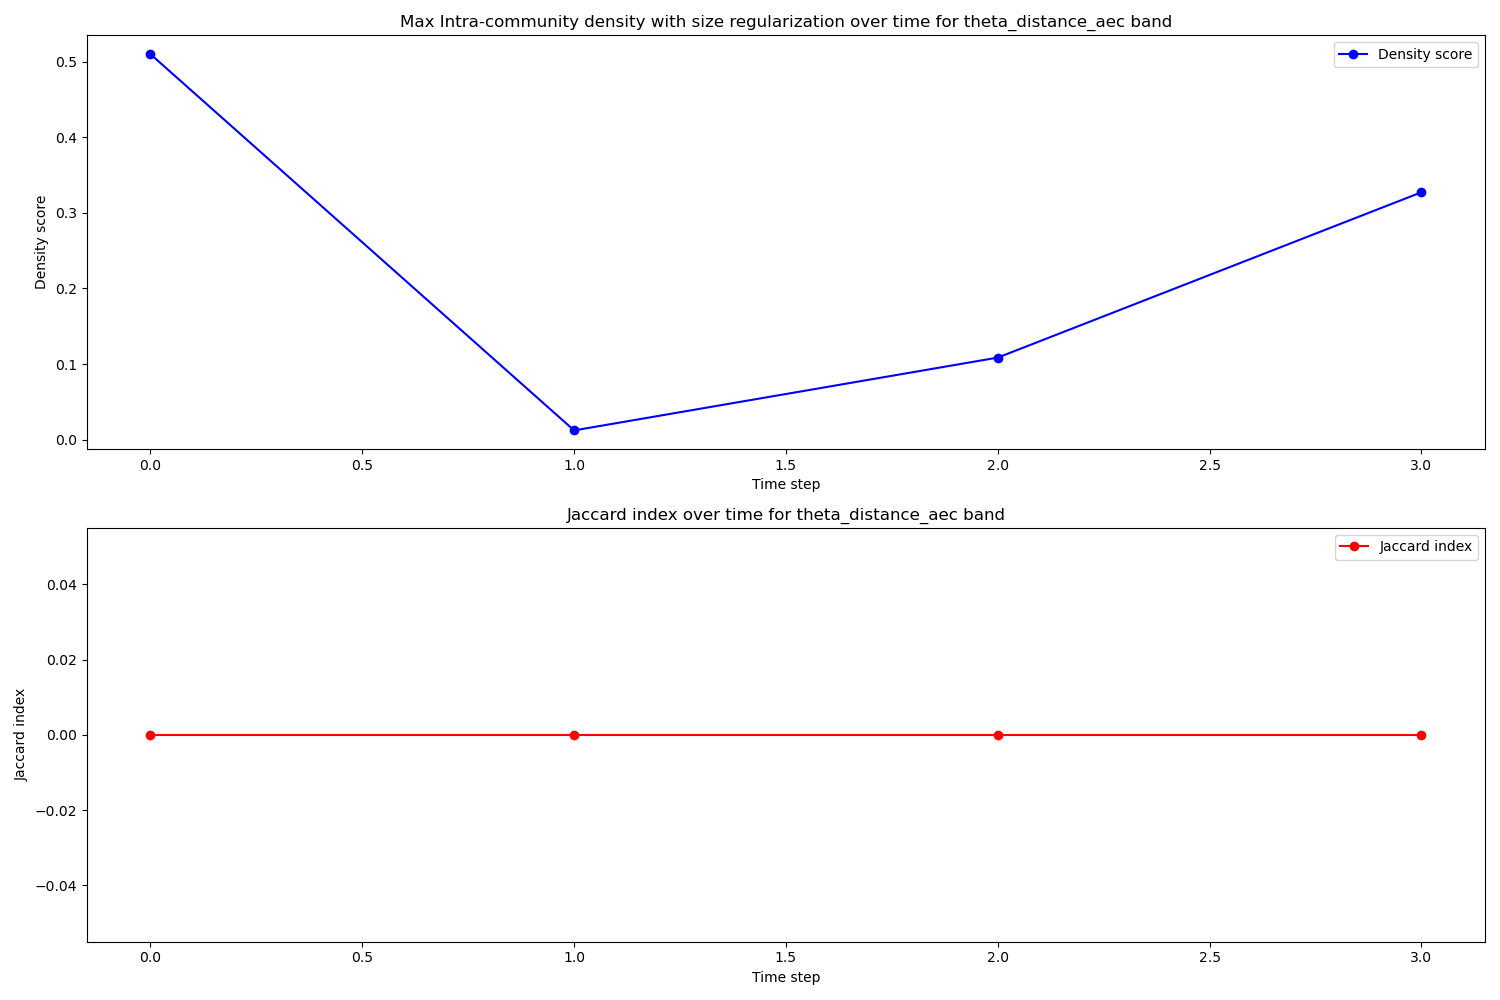 Max Intra-community density with size regularization over time for theta_distance_aec band
Density score
Density score
0.5
0.4
0.3
0.2
0.1
0.0
0.0 0.5 1.0 1.5 2.0 2.5 3.0
Time step
Jaccard index over time for theta_distance_aec band
Jaccard index
Jaccard index
0.04
0.02
0.00
−0.02
−0.04
0.0 0.5 1.0 1.5 2.0 2.5 3.0
Time step